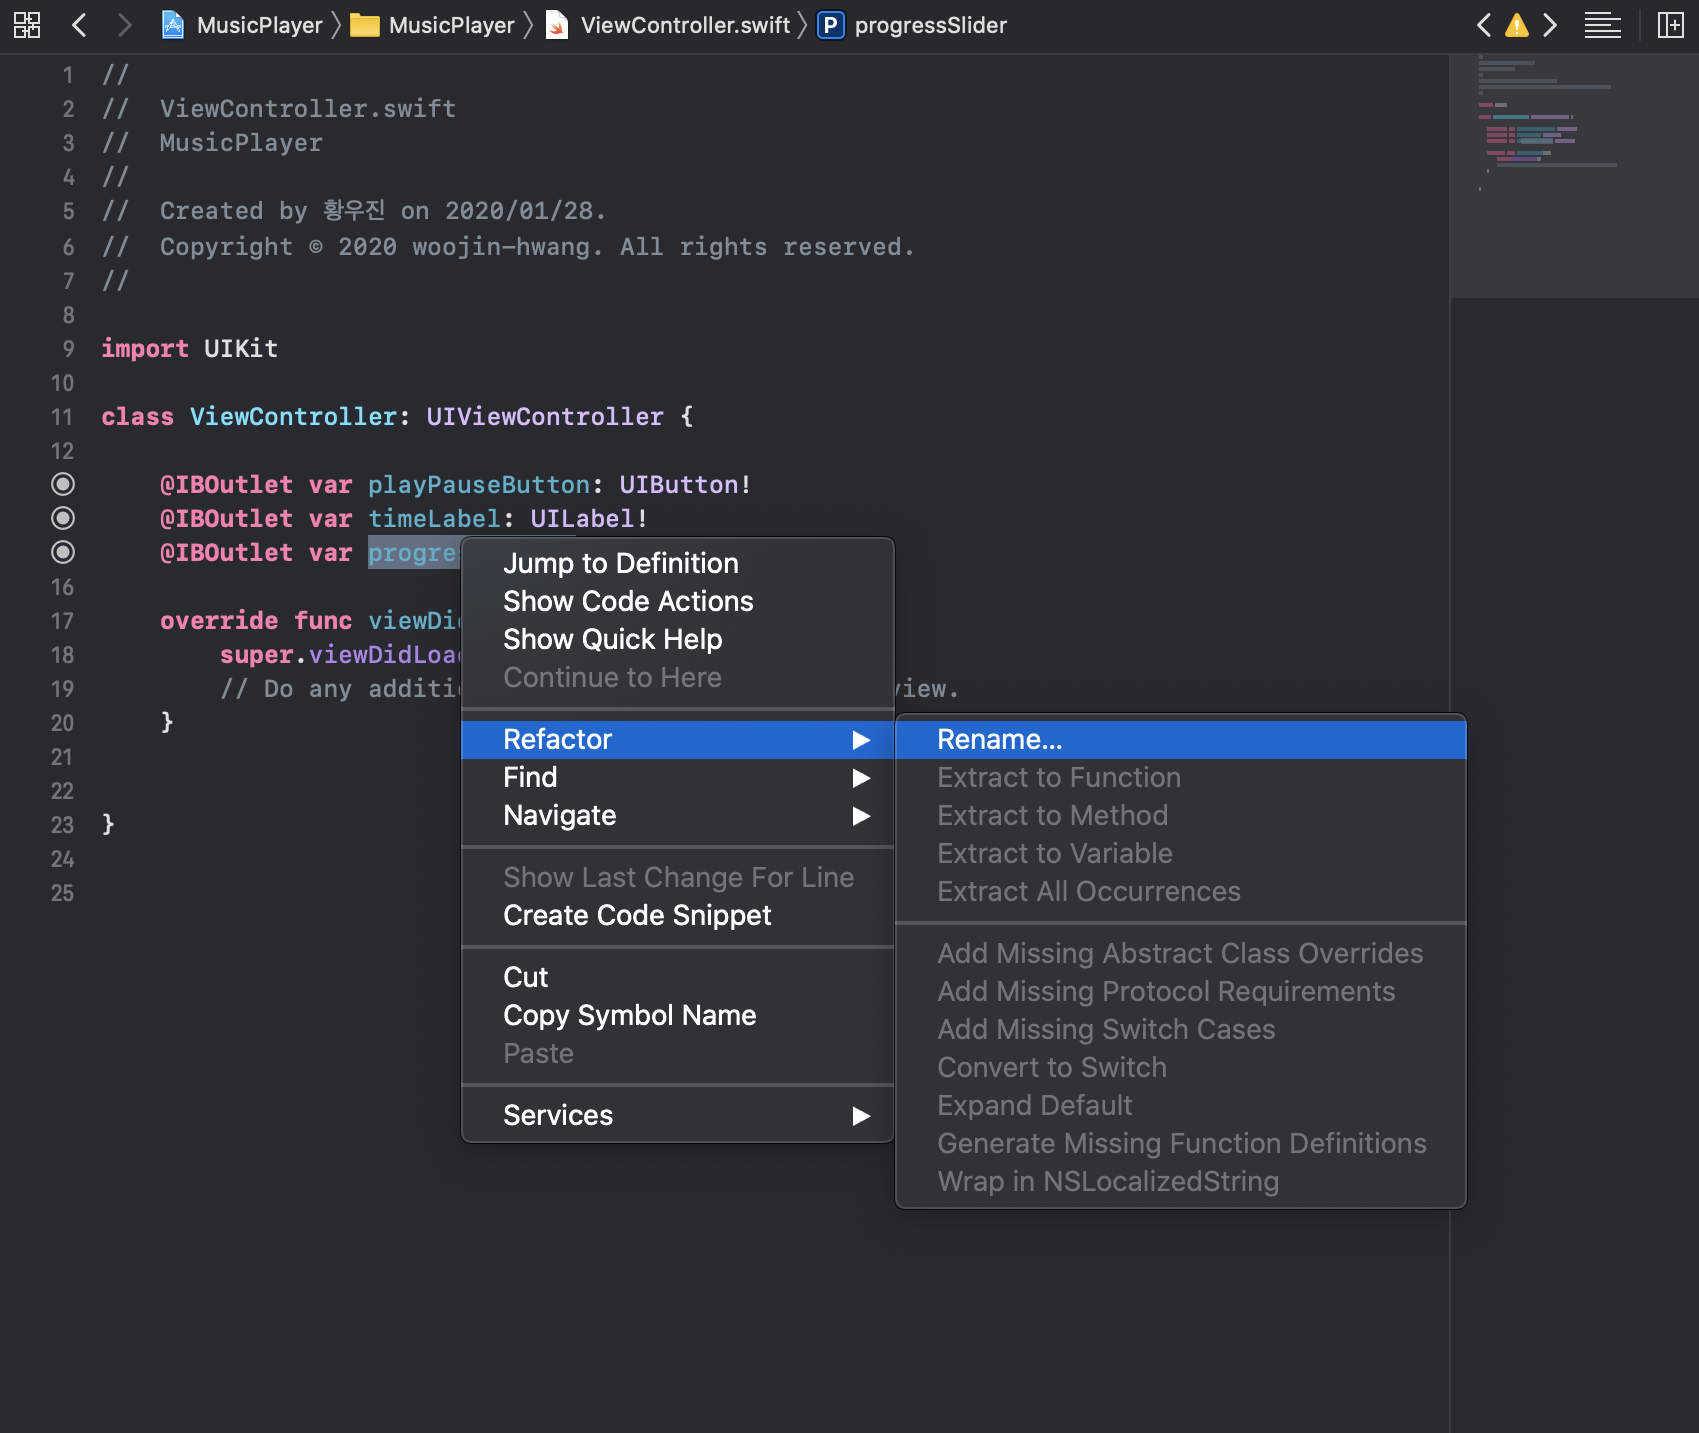 MusicPlayer MusicPlayer ViewController.swift P progressSlider
1 //
2 //  ViewController.swift
3 //  MusicPlayer
4 //
5 //  Created by 황우진 on 2020/01/28.
6 //  Copyright © 2020 woojin-hwang. All rights reserved.
7 //
8
9 import UIKit
10
11 class ViewController: UIViewController {
12
@IBOutlet var playPauseButton: UIButton!
@IBOutlet var timeLabel: UILabel!
@IBOutlet var progre
16
17 override func viewDi
18 super.viewDidLoa
19 // Do any additi view.
20 }
21
22
23 }
24
25
Jump to Definition
Show Code Actions
Show Quick Help
Continue to Here
Refactor
Find
Navigate
Show Last Change For Line
Create Code Snippet
Cut
Copy Symbol Name
Paste
Services
Rename...
Extract to Function
Extract to Method
Extract to Variable
Extract All Occurrences
Add Missing Abstract Class Overrides
Add Missing Protocol Requirements
Add Missing Switch Cases
Convert to Switch
Expand Default
Generate Missing Function Definitions
Wrap in NSLocalizedString